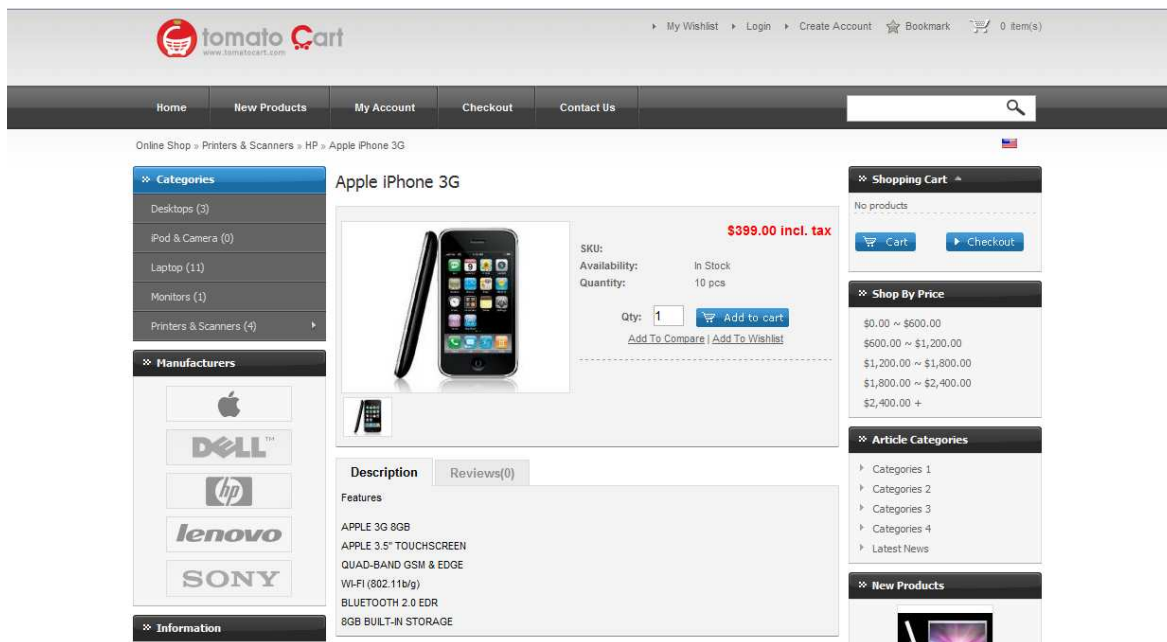 tomato Cart
www.tomatocart.com
My Wishlist Login Create Account Bookmark 0 item(s)
Home New Products My Account Checkout Contact Us
Online Shop » Printers & Scanners » HP » Apple iPhone 3G
Categories
Desktops (3)
iPod & Camera (0)
Laptop (11)
Monitors (1)
Printers & Scanners (4)
Manufacturers
DELL™
hp
lenovo
SONY
Information
Apple iPhone 3G
$399.00 incl. tax
SKU:
Availability: In Stock
Quantity: 10 pcs
Qty: 1 Add to cart
Add To Compare | Add To Wishlist
Description Reviews(0)
Features
APPLE 3G 8GB
APPLE 3.5" TOUCHSCREEN
QUAD-BAND GSM & EDGE
WI-FI (802.11b/g)
BLUETOOTH 2.0 EDR
8GB BUILT-IN STORAGE
Shopping Cart
No products
Cart Checkout
Shop By Price
$0.00 ~ $600.00
$600.00 ~ $1,200.00
$1,200.00 ~ $1,800.00
$1,800.00 ~ $2,400.00
$2,400.00 +
Article Categories
Categories 1
Categories 2
Categories 3
Categories 4
Latest News
New Products